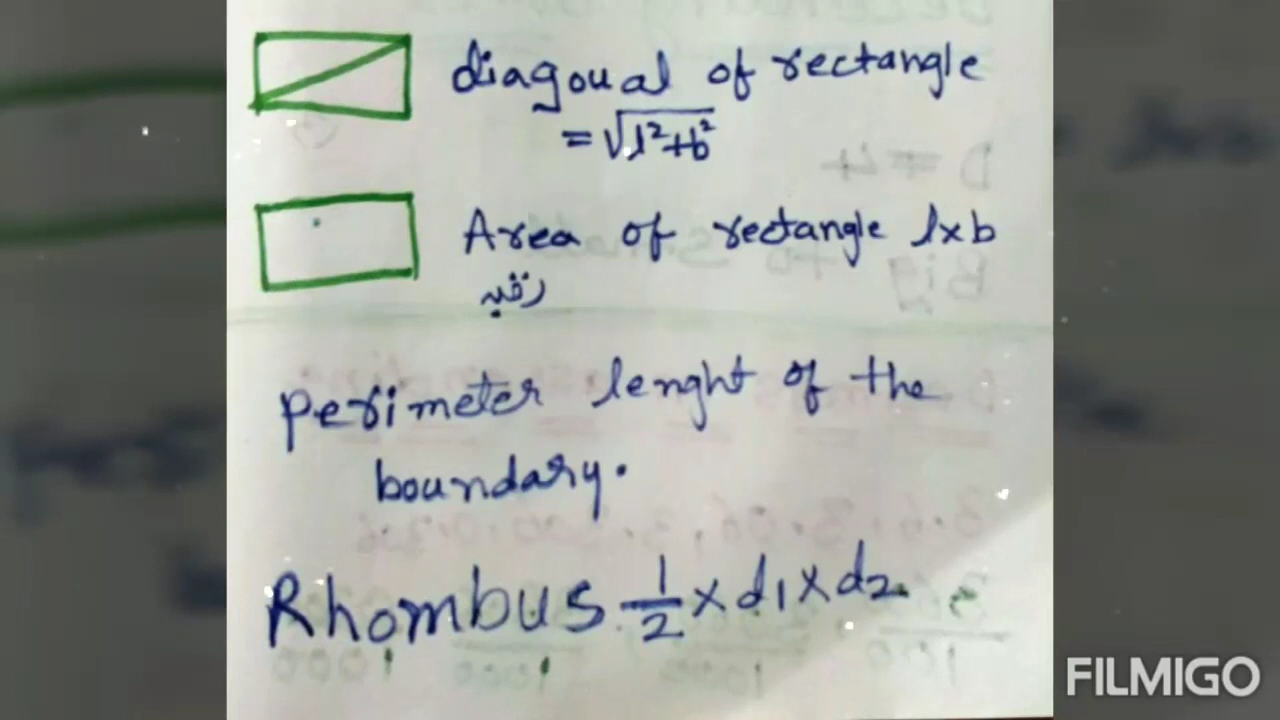 diagoual of rectangle
= √l²+b²
Area of rectangle l×b
رقبہ
perimeter lenght of the
boundary.
Rhombus 1/2 × d1 × d2.
FILMIGO